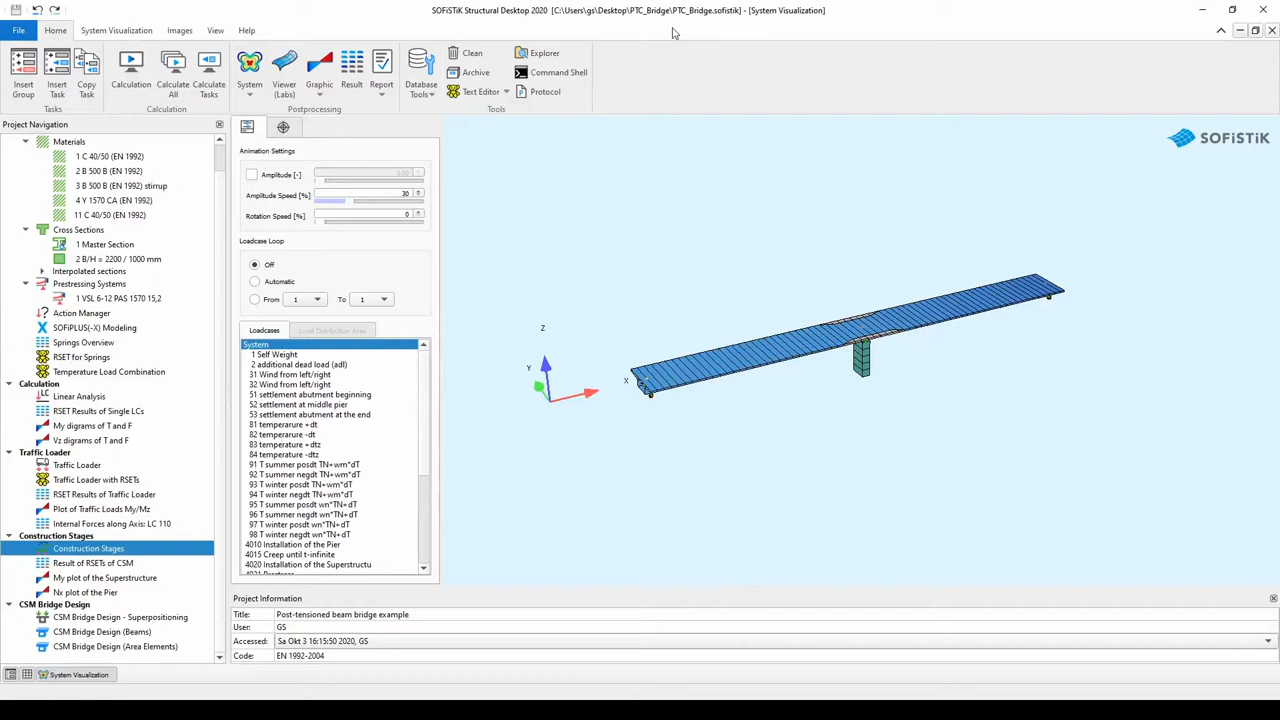 SOFiSTiK Structural Desktop 2020 [C:\Users\gs\Desktop\PTC_Bridge\PTC_Bridge.sofistik] - [System Visualization]
File Home System Visualization Images View Help
Insert Group
Insert Task
Copy Task
Tasks
Calculation
Calculate All
Calculate Tasks
Calculation
System
Viewer (Labs)
Graphic
Result
Report
Postprocessing
Database Tools
Clean
Archive
Text Editor
Explorer
Command Shell
Protocol
Tools
Project Navigation
Materials
1 C 40/50 (EN 1992)
2 B 500 B (EN 1992)
3 B 500 B (EN 1992) stirrup
4 Y 1570 CA (EN 1992)
11 C 40/50 (EN 1992)
Cross Sections
1 Master Section
2 B/H = 2200 / 1000 mm
Interpolated sections
Prestressing Systems
1 VSL 6-12 PAS 1570 15,2
Action Manager
SOFiPLUS(-X) Modeling
Springs Overview
RSET for Springs
Temperature Load Combination
Calculation
Linear Analysis
RSET Results of Single LCs
My digrams of T and F
Vz digrams of T and F
Traffic Loader
Traffic Loader
Traffic Loader with RSETs
RSET Results of Traffic Loader
Plot of Traffic Loads My/Mz
Internal Forces along Axis: LC 110
Construction Stages
Construction Stages
Result of RSETs of CSM
My plot of the Superstructure
Nx plot of the Pier
CSM Bridge Design
CSM Bridge Design - Superpositioning
CSM Bridge Design (Beams)
CSM Bridge Design (Area Elements)
Animation Settings
Amplitude [-] 0.00
Amplitude Speed [%] 30
Rotation Speed [%] 0
Loadcase Loop
Off
Automatic
From 1 To 1
Loadcases Load Distribution Area
System
1 Self Weight
2 additional dead load (adl)
31 Wind from left/right
32 Wind from left/right
51 settlement abutment beginning
52 settlement at middle pier
53 settlement abutment at the end
81 temperarure +dt
82 temperarure -dt
83 temperarure +dtz
84 temperarure -dtz
91 T summer posdt TN+wm*dT
92 T summer negdt TN+wm*dT
93 T winter posdt TN+wm*dT
94 T winter negdt TN+wm*dT
95 T summer posdt wn*TN+dT
96 T summer negdt wn*TN+dT
97 T winter posdt wn*TN+dT
98 T winter negdt wn*TN+dT
4010 Installation of the Pier
4015 Creep until t-infinite
4020 Installation of the Superstructu
Z
Y
X
SOFiSTiK
Project Information
Title: Post-tensioned beam bridge example
User: GS
Accessed: Sa Okt 3 16:15:50 2020, GS
Code: EN 1992-2004
System Visualization